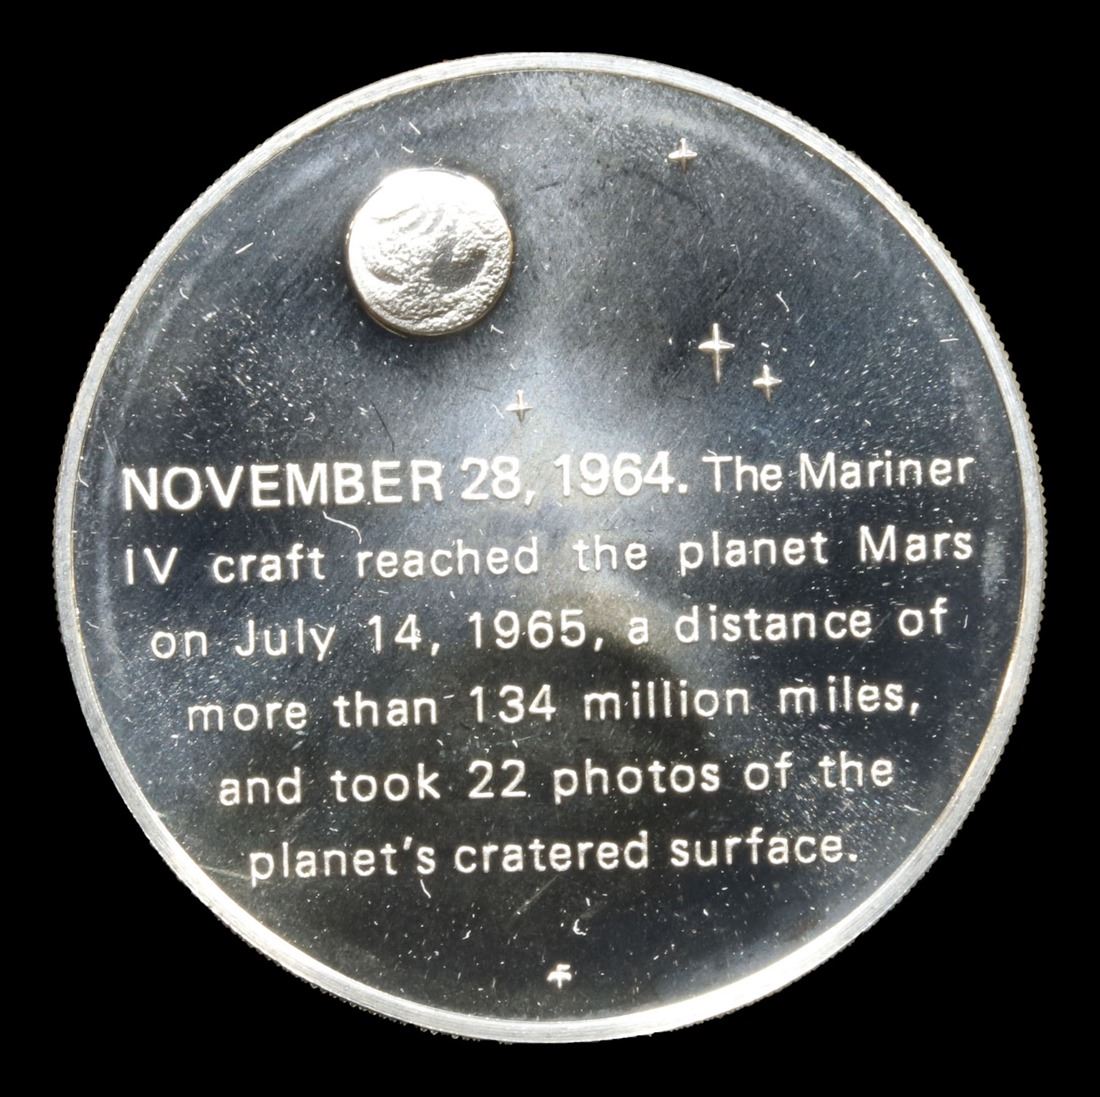 NOVEMBER 28, 1964. The Mariner
IV craft reached the planet Mars
on July 14, 1965, a distance of
more than 134 million miles,
and took 22 photos of the
planet's cratered surface.